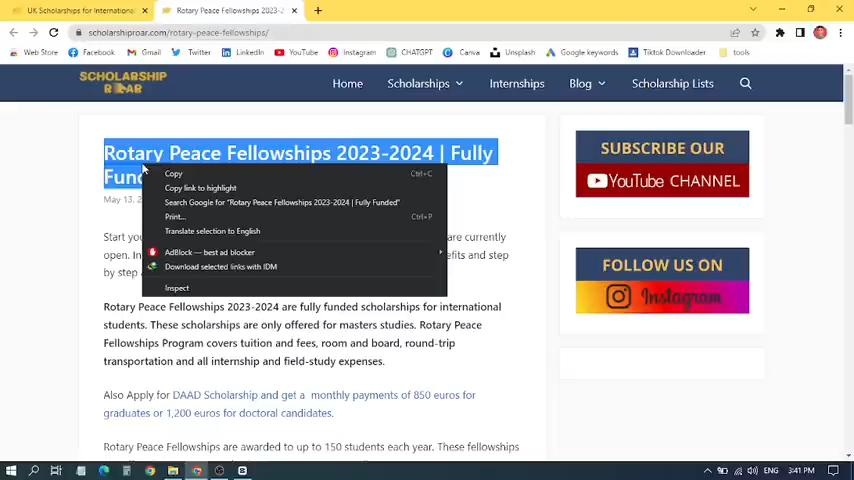 UK Scholarships for International
Rotary Peace Fellowships 2023-2
scholarshiproar.com/rotary-peace-fellowships/
Web Store Facebook Gmail Twitter LinkedIn YouTube Instagram CHATGPT Canva Unsplash Google keywords Tiktok Downloader tools
SCHOLARSHIP
ROAR
Home Scholarships Internships Blog Scholarship Lists
Rotary Peace Fellowships 2023-2024 | Fully
Fun
May 13, 2
Copy Ctrl+C
Copy link to highlight
Search Google for "Rotary Peace Fellowships 2023-2024 | Fully Funded"
Print... Ctrl+P
Translate selection to English
AdBlock — best ad blocker
Download selected links with IDM
Inspect
Start you are currently
open. In efits and step
by step a
Rotary Peace Fellowships 2023-2024 are fully funded scholarships for international
students. These scholarships are only offered for masters studies. Rotary Peace
Fellowships Program covers tuition and fees, room and board, round-trip
transportation and all internship and field-study expenses.
Also Apply for DAAD Scholarship and get a monthly payments of 850 euros for
graduates or 1,200 euros for doctoral candidates.
Rotary Peace Fellowships are awarded to up to 150 students each year. These fellowships
SUBSCRIBE OUR
YouTube CHANNEL
FOLLOW US ON
Instagram
ENG 3:41 PM